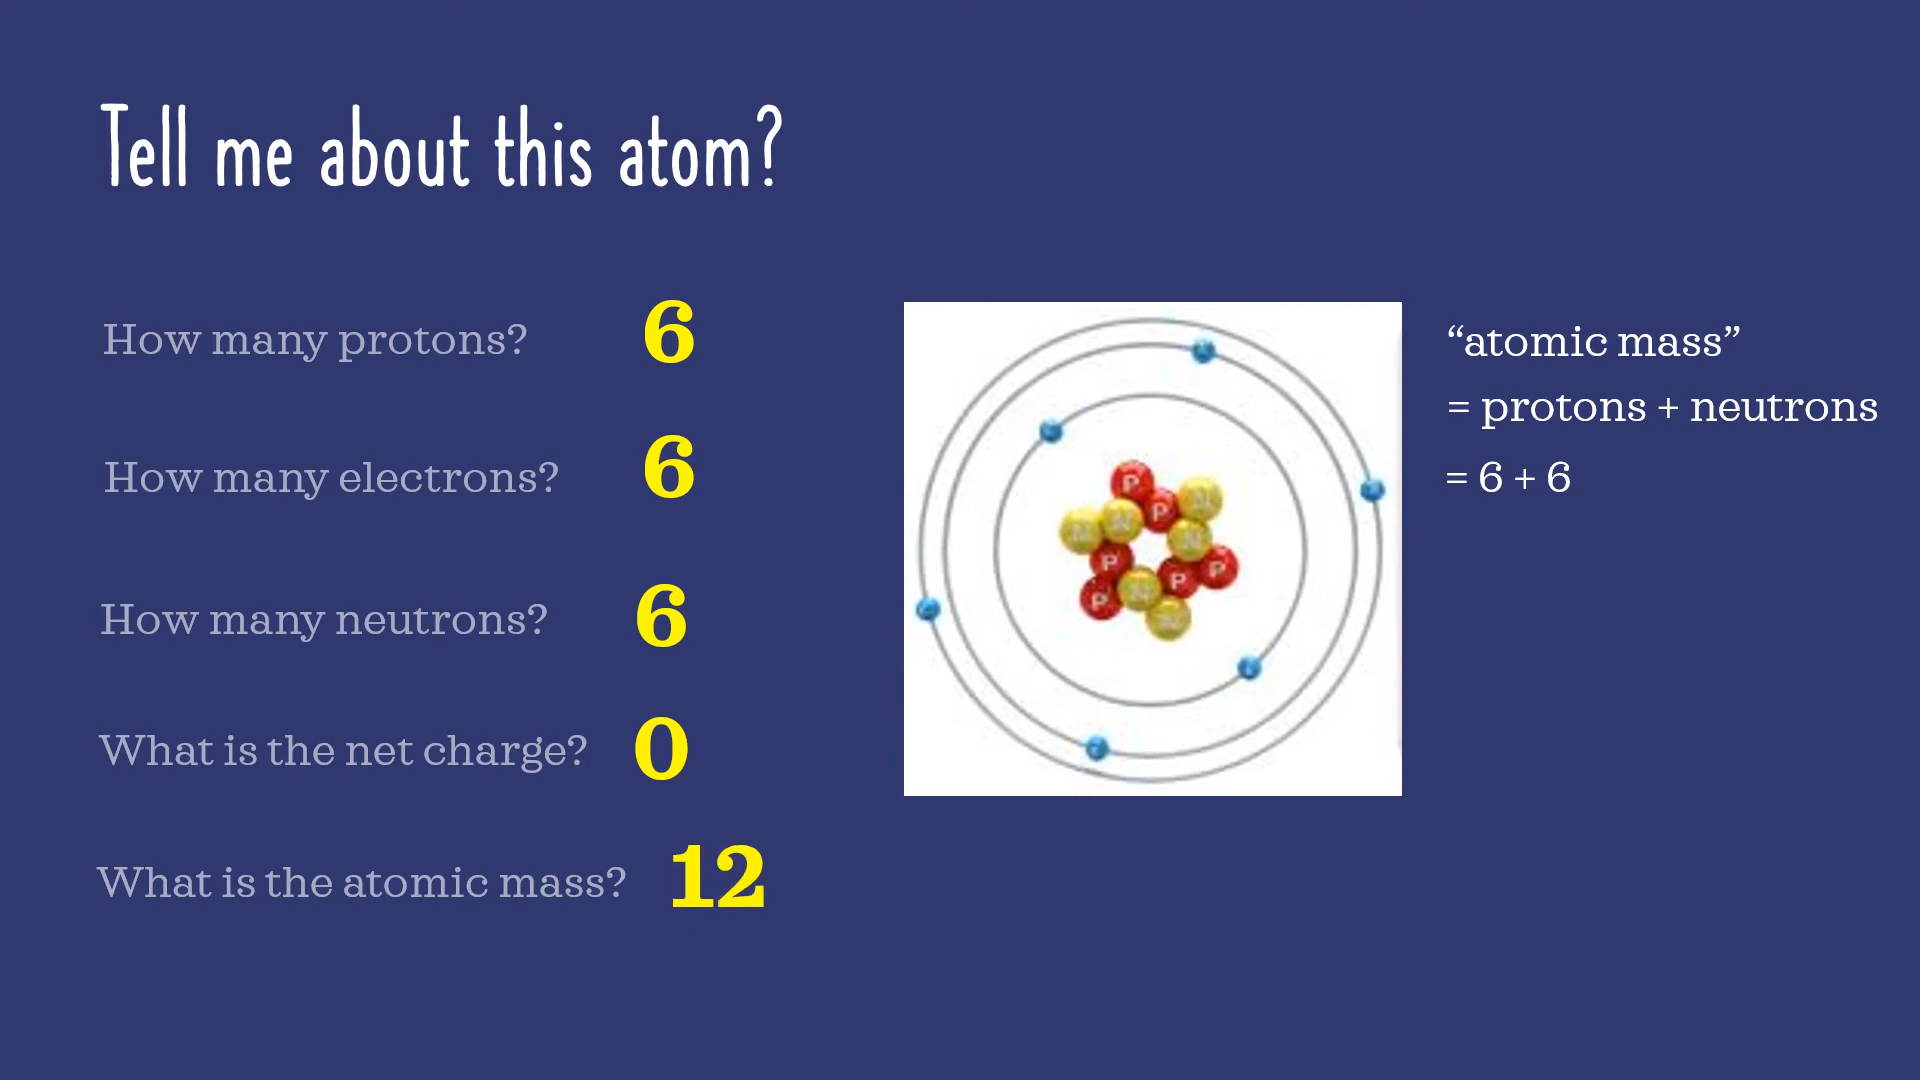 Tell me about this atom?
How many protons? 6
How many electrons? 6
How many neutrons? 6
What is the net charge? 0
What is the atomic mass? 12
P
P
P
P
P
P
N
N
N
N
N
N
“atomic mass”
= protons + neutrons
= 6 + 6